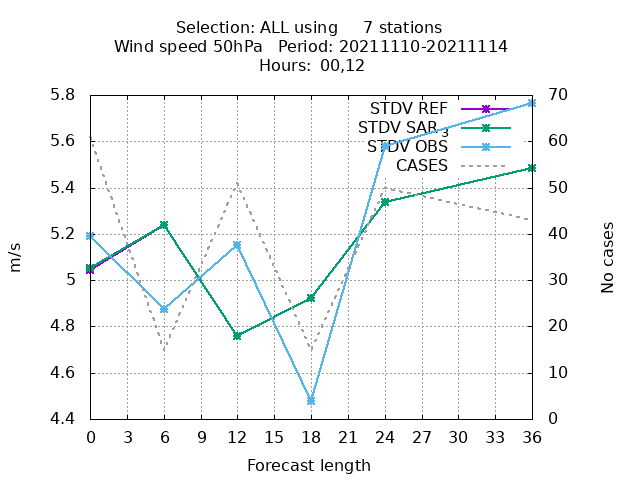 Selection: ALL using     7 stations
Wind speed 50hPa   Period: 20211110-20211114
Hours:  00,12
5.8 70
STDV REF
STDV SAR 3
5.6 60
STDV OBS
CASES
5.4 50
5.2 40
m/s
No cases
5 30
4.8 20
4.6 10
4.4 0
0 3 6 9 12 15 18 21 24 27 30 33 36
Forecast length